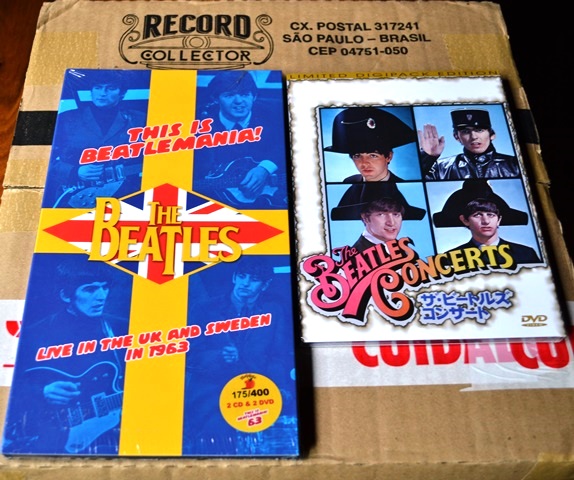 RECORD
COLLECTOR
CX. POSTAL 317241
SÃO PAULO – BRASIL
CEP 04751-050
THIS IS
BEATLEMANIA!
THE
BEATLES
LIVE IN THE UK AND SWEDEN
IN 1963
175/400
2 CD & 2 DVD
63
LIMITED DIGIPACK EDITION
The
BEATLES
CONCERTS
ザ・ビートルズ
コンサート
DVD